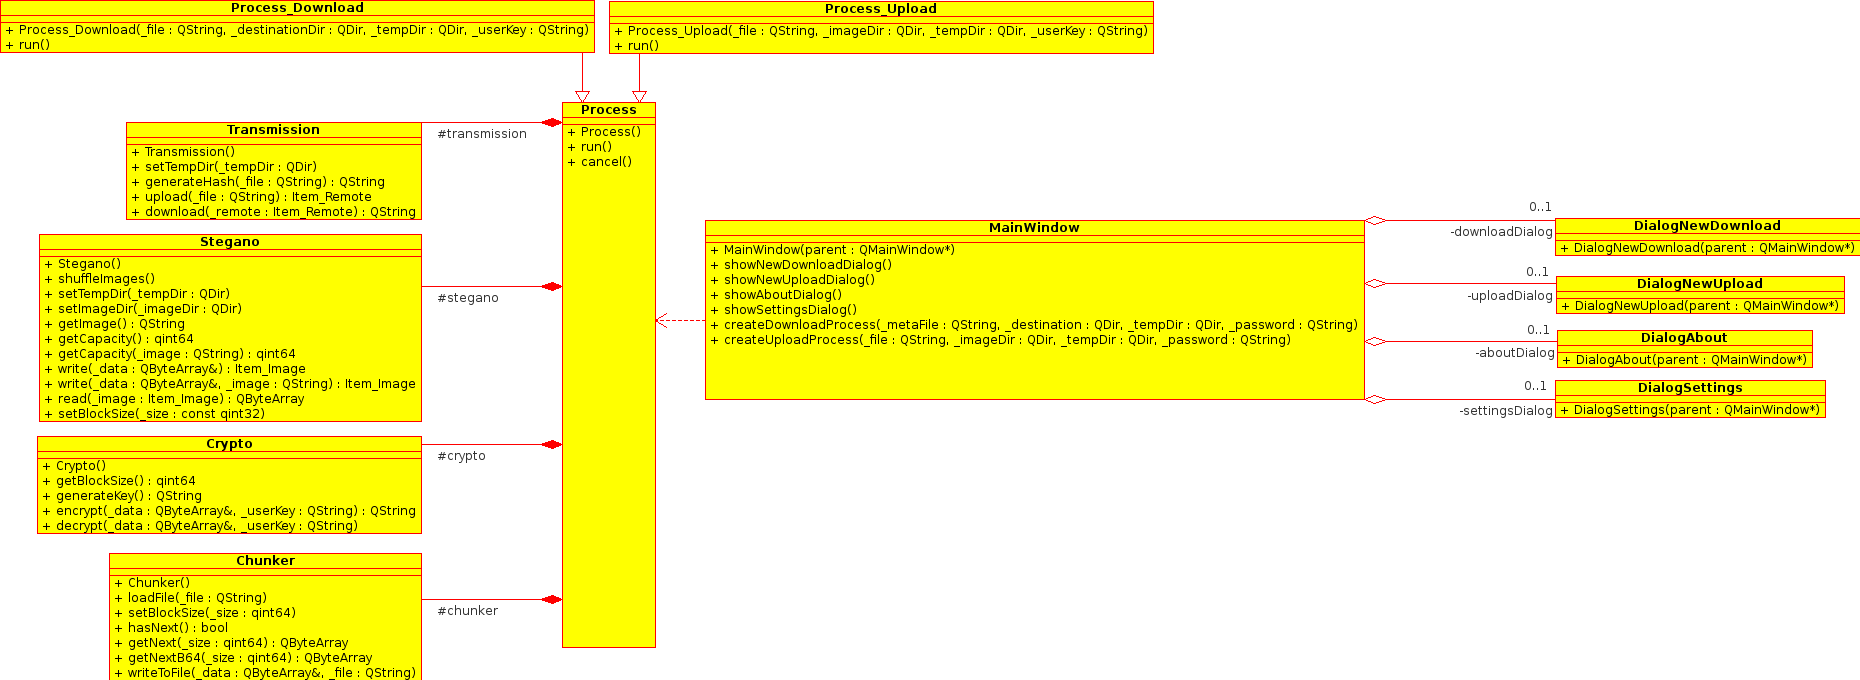 Process_Download
+ Process_Download(_file : QString, _destinationDir : QDir, _tempDir : QDir, _userKey : QString)
+ run()
Process_Upload
+ Process_Upload(_file : QString, _imageDir : QDir, _tempDir : QDir, _userKey : QString)
+ run()
Process
+ Process()
+ run()
+ cancel()
Transmission
+ Transmission()
+ setTempDir(_tempDir : QDir)
+ generateHash(_file : QString) : QString
+ upload(_file : QString) : Item_Remote
+ download(_remote : Item_Remote) : QString
#transmission
Stegano
+ Stegano()
+ shuffleImages()
+ setTempDir(_tempDir : QDir)
+ setImageDir(_imageDir : QDir)
+ getImage() : QString
+ getCapacity() : qint64
+ getCapacity(_image : QString) : qint64
+ write(_data : QByteArray&) : Item_Image
+ write(_data : QByteArray&, _image : QString) : Item_Image
+ read(_image : Item_Image) : QByteArray
+ setBlockSize(_size : const qint32)
#stegano
Crypto
+ Crypto()
+ getBlockSize() : qint64
+ generateKey() : QString
+ encrypt(_data : QByteArray&, _userKey : QString) : QString
+ decrypt(_data : QByteArray&, _userKey : QString)
#crypto
Chunker
+ Chunker()
+ loadFile(_file : QString)
+ setBlockSize(_size : qint64)
+ hasNext() : bool
+ getNext(_size : qint64) : QByteArray
+ getNextB64(_size : qint64) : QByteArray
+ writeToFile(_data : QByteArray&, _file : QString)
#chunker
MainWindow
+ MainWindow(parent : QMainWindow*)
+ showNewDownloadDialog()
+ showNewUploadDialog()
+ showAboutDialog()
+ showSettingsDialog()
+ createDownloadProcess(_metaFile : QString, _destination : QDir, _tempDir : QDir, _password : QString)
+ createUploadProcess(_file : QString, _imageDir : QDir, _tempDir : QDir, _password : QString)
0..1
-downloadDialog
DialogNewDownload
+ DialogNewDownload(parent : QMainWindow*)
0..1
-uploadDialog
DialogNewUpload
+ DialogNewUpload(parent : QMainWindow*)
0..1
-aboutDialog
DialogAbout
+ DialogAbout(parent : QMainWindow*)
0..1
-settingsDialog
DialogSettings
+ DialogSettings(parent : QMainWindow*)